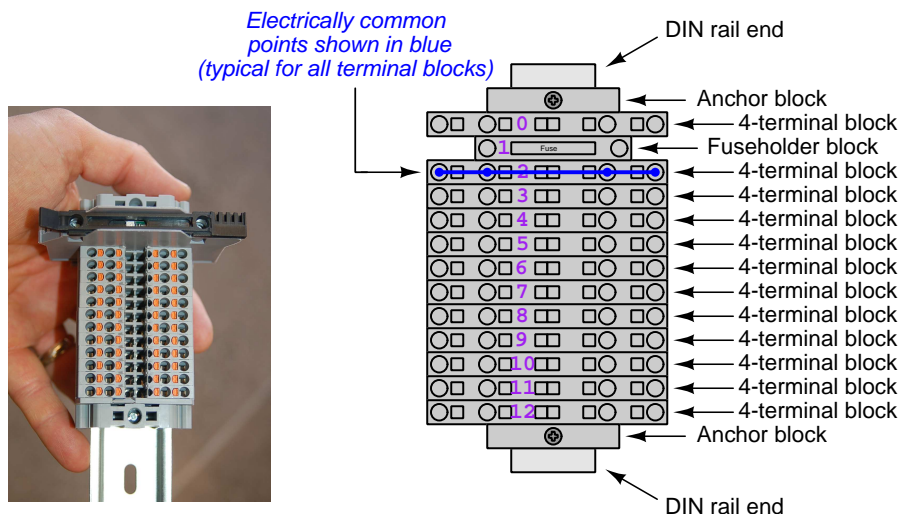 Electrically common
points shown in blue
(typical for all terminal blocks)
DIN rail end
Anchor block
0
4-terminal block
1
Fuse
Fuseholder block
2
4-terminal block
3
4-terminal block
4
4-terminal block
5
4-terminal block
6
4-terminal block
7
4-terminal block
8
4-terminal block
9
4-terminal block
10
4-terminal block
11
4-terminal block
12
4-terminal block
Anchor block
DIN rail end